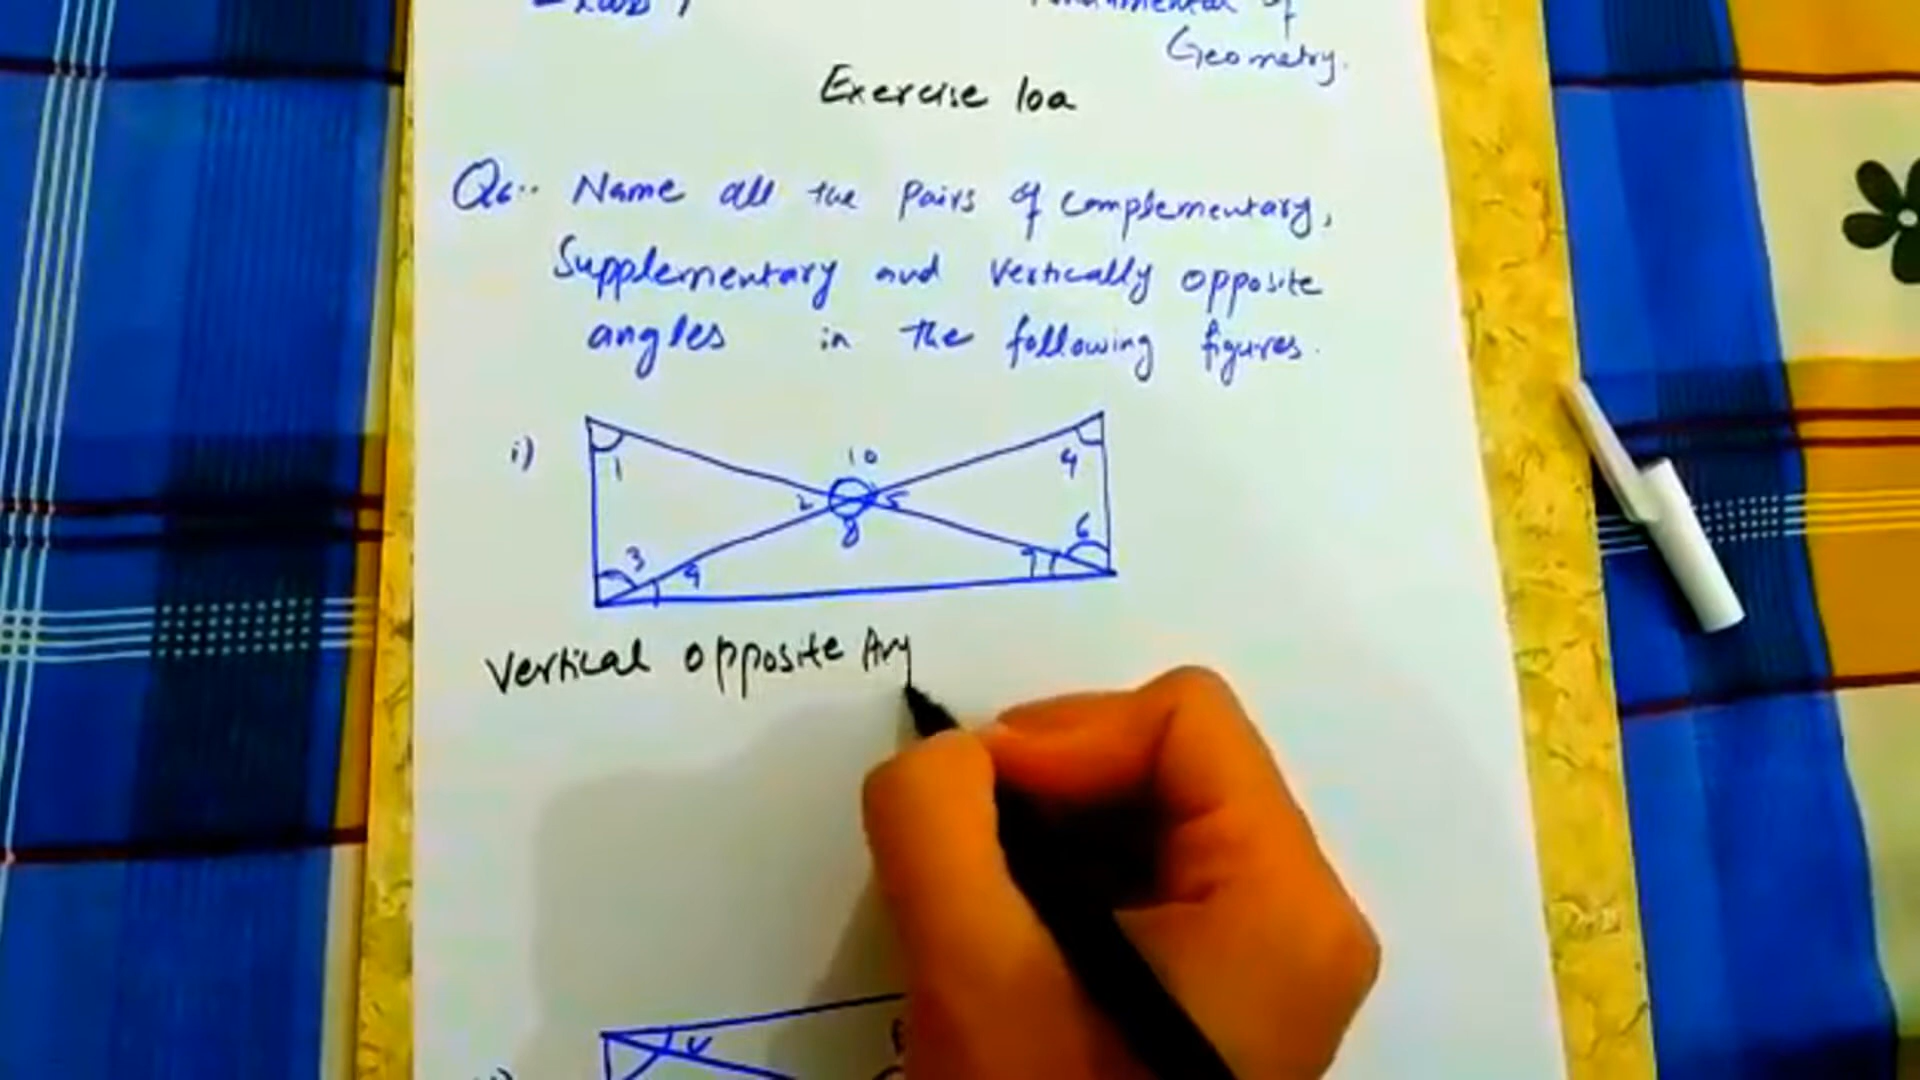 Geometry.
Exercise 10a
Q6:- Name all the pairs of complementary,
Supplementary and vertically opposite
angles in the following figures.
i)
10
1
4
2
5
8
3
6
9
7
Vertical opposite Ang